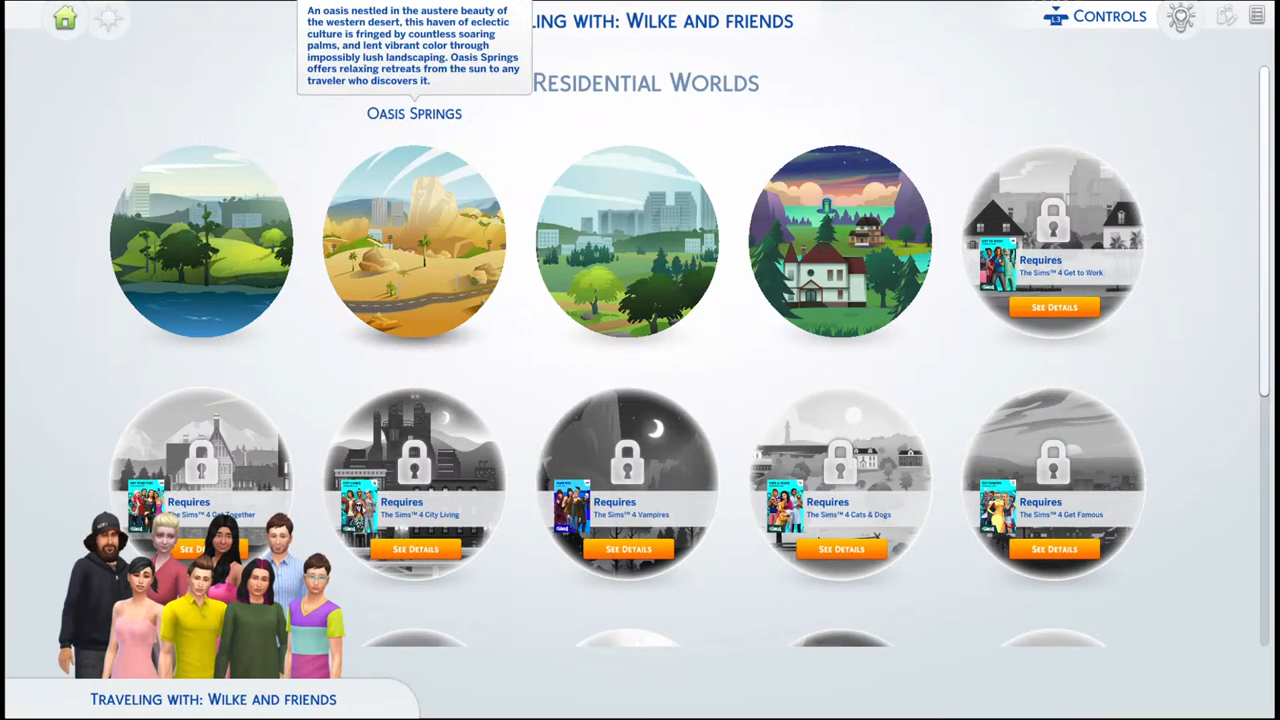 An oasis nestled in the austere beauty of
the western desert, this haven of eclectic
culture is fringed by countless soaring
palms, and lent vibrant color through
impossibly lush landscaping. Oasis Springs
offers relaxing retreats from the sun to any
traveler who discovers it.
LING WITH: WILKE AND FRIENDS
L3 CONTROLS
RESIDENTIAL WORLDS
OASIS SPRINGS
Requires
The Sims™ 4 Get to Work
SEE DETAILS
Requires
The Sims™ 4 Get Together
SEE DE
Requires
The Sims™ 4 City Living
SEE DETAILS
Requires
The Sims™ 4 Vampires
SEE DETAILS
Requires
The Sims™ 4 Cats & Dogs
SEE DETAILS
Requires
The Sims™ 4 Get Famous
SEE DETAILS
TRAVELING WITH: WILKE AND FRIENDS